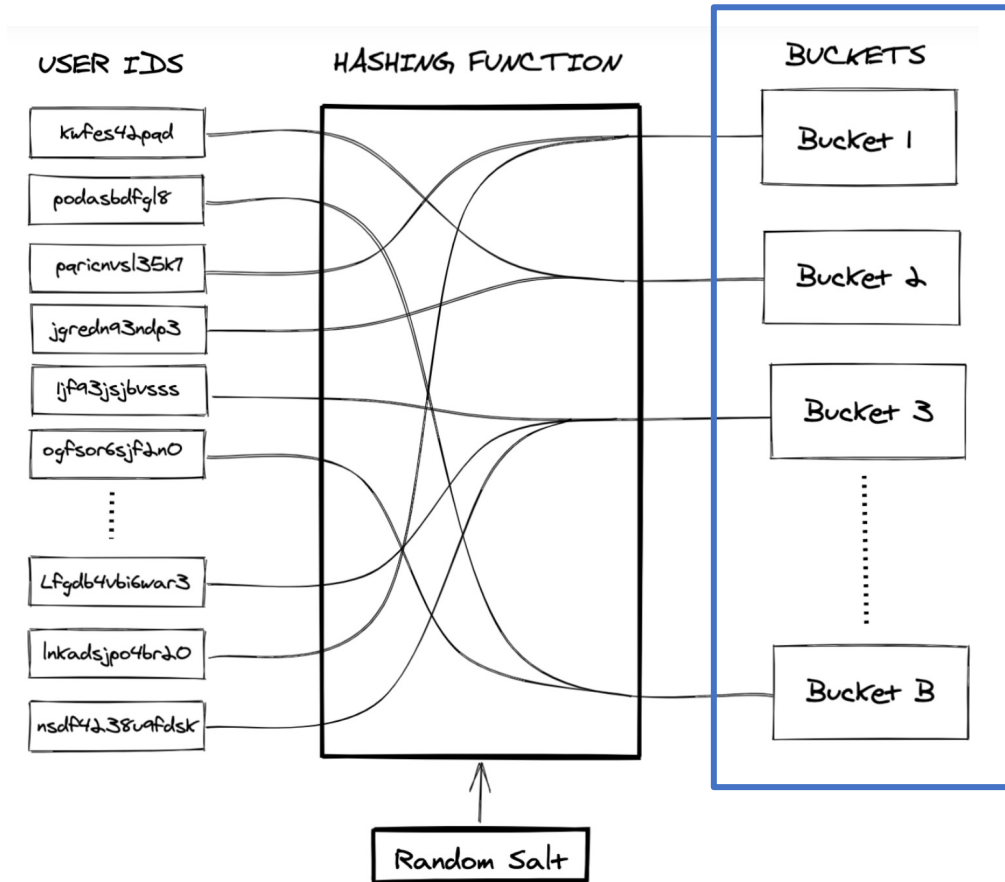 USER IDS
HASHING FUNCTION
BUCKETS
kwfes42pqd
podasbdfgl8
pqricnvsl35k7
jgredn93ndp3
ljf93jsjbvsss
ogfsor6sjf2n0
Lfgdb4vbi6war3
lnkadsjpo4br20
nsdf4238u9fdsk
Bucket 1
Bucket 2
Bucket 3
Bucket B
Random Salt